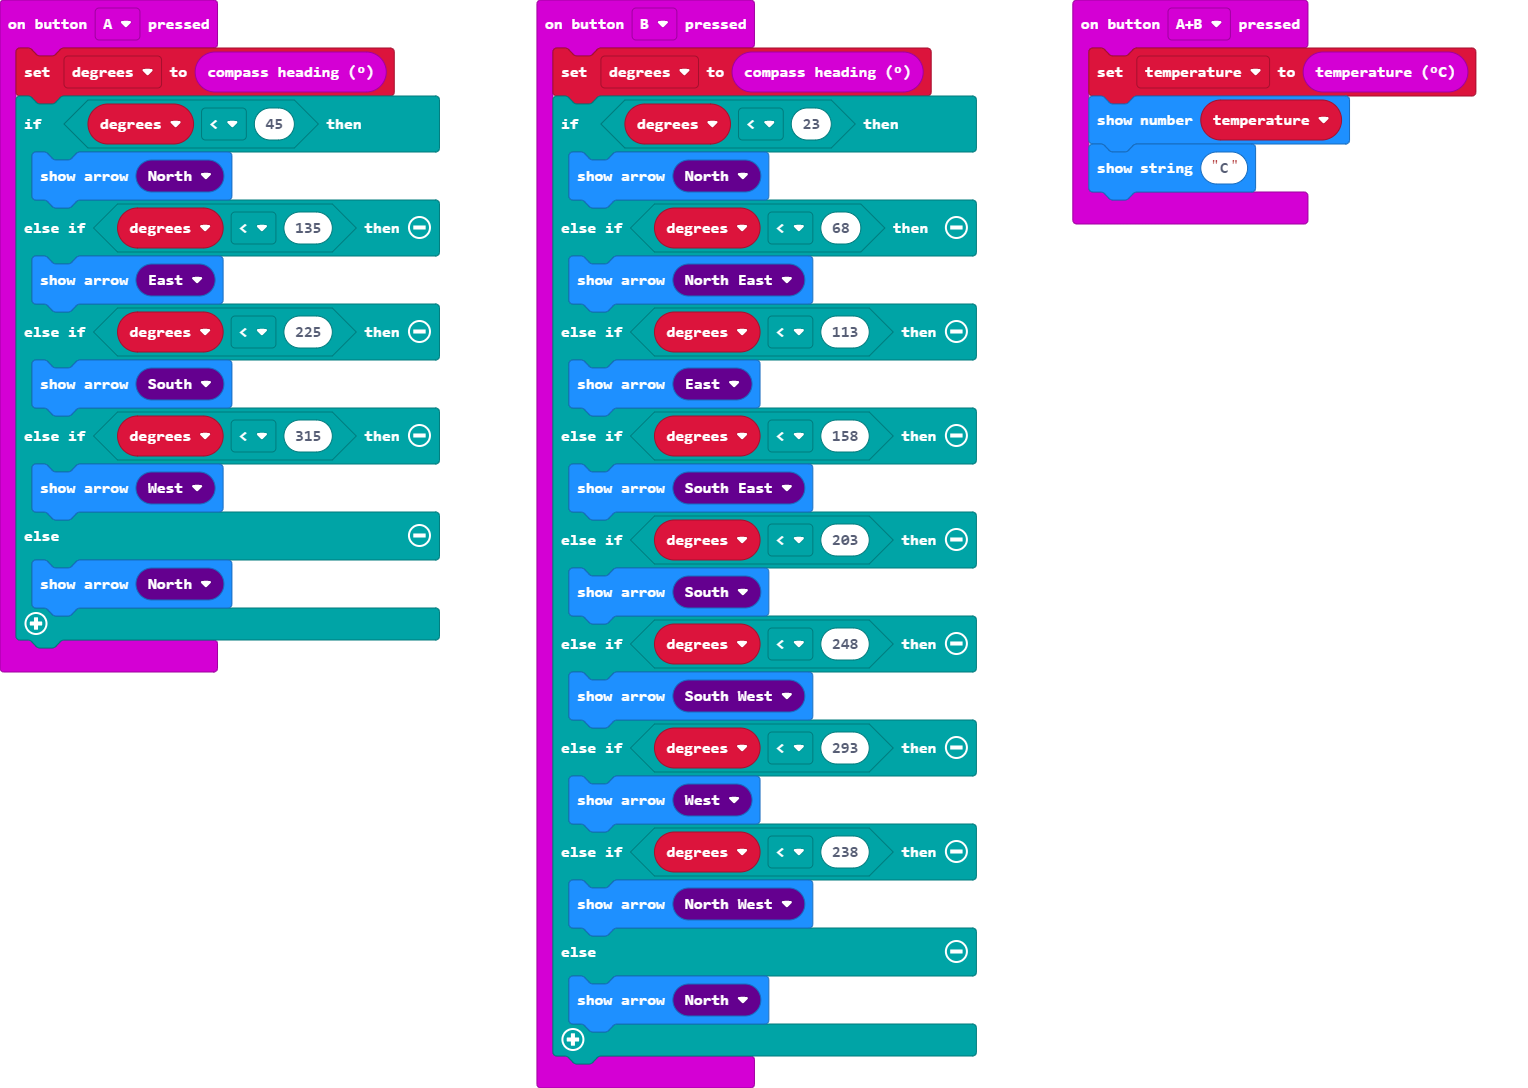 on button A pressed
set degrees to compass heading (º)
if degrees < 45 then
show arrow North
else if degrees < 135 then
show arrow East
else if degrees < 225 then
show arrow South
else if degrees < 315 then
show arrow West
else
show arrow North
on button B pressed
set degrees to compass heading (º)
if degrees < 23 then
show arrow North
else if degrees < 68 then
show arrow North East
else if degrees < 113 then
show arrow East
else if degrees < 158 then
show arrow South East
else if degrees < 203 then
show arrow South
else if degrees < 248 then
show arrow South West
else if degrees < 293 then
show arrow West
else if degrees < 238 then
show arrow North West
else
show arrow North
on button A+B pressed
set temperature to temperature (ºC)
show number temperature
show string "C"